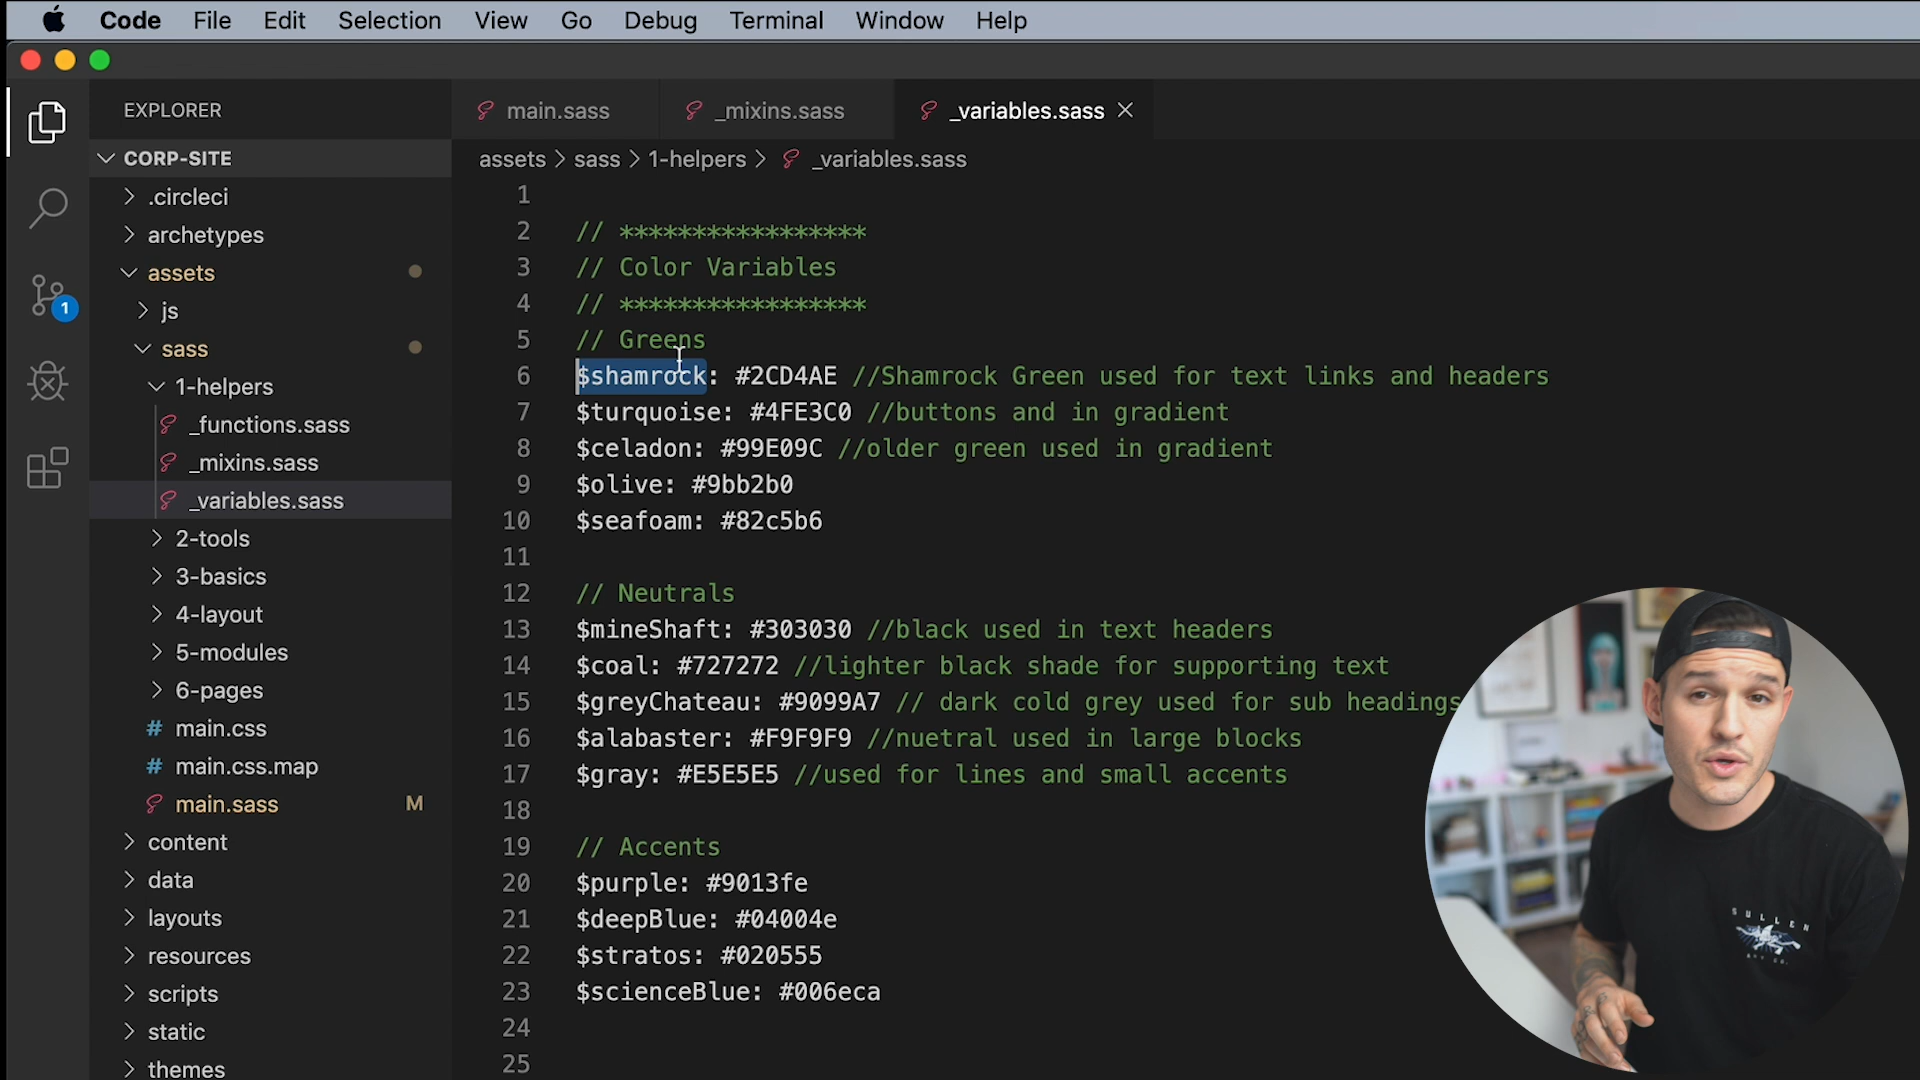 Code File Edit Selection View Go Debug Terminal Window Help
EXPLORER
CORP-SITE
.circleci
archetypes
assets
js
sass
1-helpers
_functions.sass
_mixins.sass
_variables.sass
2-tools
3-basics
4-layout
5-modules
6-pages
# main.css
# main.css.map
main.sass M
content
data
layouts
resources
scripts
static
themes
1
main.sass _mixins.sass _variables.sass
assets > sass > 1-helpers > _variables.sass
1
2 // *****************
3 // Color Variables
4 // *****************
5 // Greens
6 $shamrock: #2CD4AE //Shamrock Green used for text links and headers
7 $turquoise: #4FE3C0 //buttons and in gradient
8 $celadon: #99E09C //older green used in gradient
9 $olive: #9bb2b0
10 $seafoam: #82c5b6
11
12 // Neutrals
13 $mineShaft: #303030 //black used in text headers
14 $coal: #727272 //lighter black shade for supporting text
15 $greyChateau: #9099A7 // dark cold grey used for sub headings
16 $alabaster: #F9F9F9 //nuetral used in large blocks
17 $gray: #E5E5E5 //used for lines and small accents
18
19 // Accents
20 $purple: #9013fe
21 $deepBlue: #04004e
22 $stratos: #020555
23 $scienceBlue: #006eca
24
25
SULLEN
ART CO.